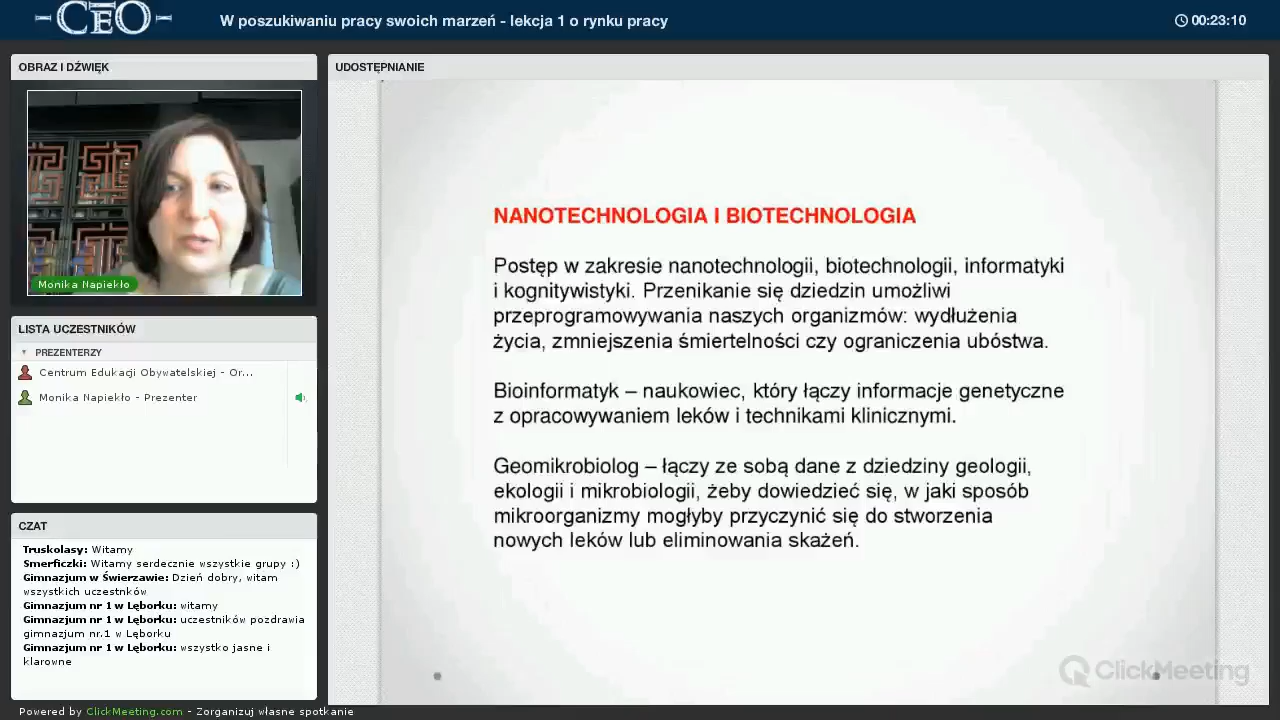 CEO
W poszukiwaniu pracy swoich marzeń - lekcja 1 o rynku pracy
00:23:10
OBRAZ I DŹWIĘK
Monika Napiekło
LISTA UCZESTNIKÓW
PREZENTERZY
Centrum Edukacji Obywatelskiej - Or...
Monika Napiekło - Prezenter
CZAT
Truskolasy: Witamy
Smerficzki: Witamy serdecznie wszystkie grupy :)
Gimnazjum w Świerzawie: Dzień dobry, witam
wszystkich uczestnków
Gimnazjum nr 1 w Lęborku: witamy
Gimnazjum nr 1 w Lęborku: uczestników pozdrawia
gimnazjum nr.1 w Lęborku
Gimnazjum nr 1 w Lęborku: wszystko jasne i
klarowne
UDOSTĘPNIANIE
NANOTECHNOLOGIA I BIOTECHNOLOGIA
Postęp w zakresie nanotechnologii, biotechnologii, informatyki
i kognitywistyki. Przenikanie się dziedzin umożliwi
przeprogramowywania naszych organizmów: wydłużenia
życia, zmniejszenia śmiertelności czy ograniczenia ubóstwa.
Bioinformatyk – naukowiec, który łączy informacje genetyczne
z opracowywaniem leków i technikami klinicznymi.
Geomikrobiolog – łączy ze sobą dane z dziedziny geologii,
ekologii i mikrobiologii, żeby dowiedzieć się, w jaki sposób
mikroorganizmy mogłyby przyczynić się do stworzenia
nowych leków lub eliminowania skażeń.
ClickMeeting
Powered by ClickMeeting.com - Zorganizuj własne spotkanie